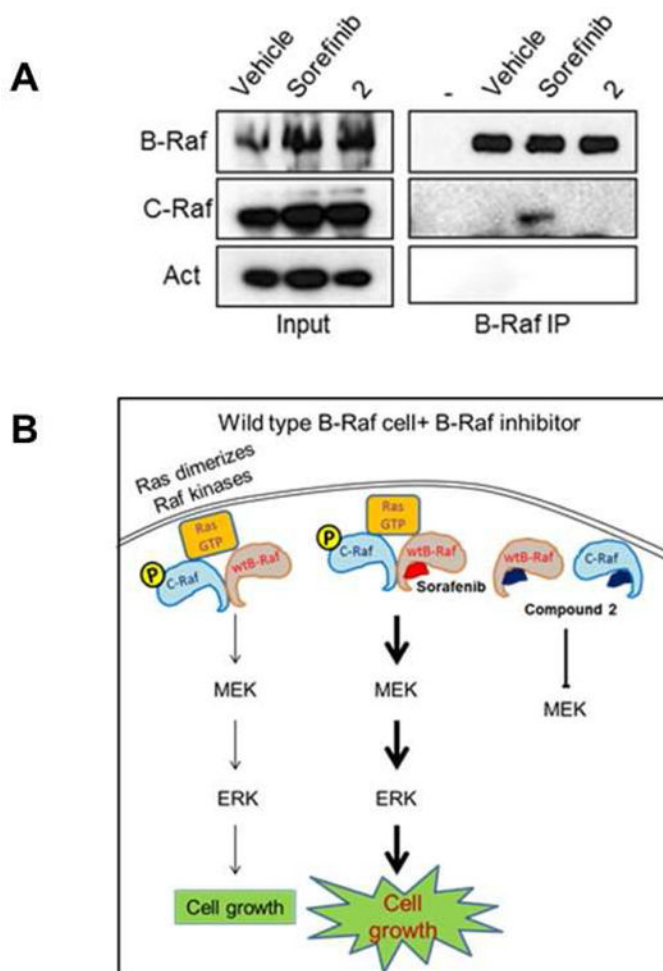 A
Vehicle Sorefinib 2
- Vehicle Sorefinib 2
B-Raf
C-Raf
Act
Input
B-Raf IP
B
Wild type B-Raf cell+ B-Raf inhibitor
Ras dimerizes
Raf kinases
Ras
GTP
P
C-Raf
wtB-Raf
MEK
ERK
Cell growth
Ras
GTP
P
C-Raf
wtB-Raf
Sorafenib
MEK
ERK
Cell
growth
wtB-Raf
C-Raf
Compound 2
MEK